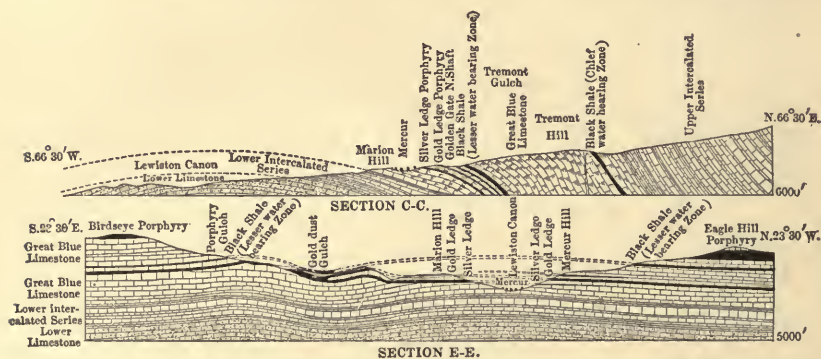 S.66° 30′W.
Lewiston Canon
Lower Limestone
Lower Intercalated
Series
Marion
Hill
Mercur
Silver Ledge Porphyry
Gold Ledge Porphyry
Golden Gate N.Shaft
Black Shale
(Lesser water bearing Zone)
Tremont
Gulch
Great Blue
Limestone
Tremont
Hill
Black Shale (Chief
water bearing Zone)
Upper Intercalated
Series
N.66° 30′E.
6000′
SECTION C-C.
Birdseye Porphyry
Great Blue
Limestone
Great Blue
Limestone
Lower Inter-
calated Series
Lower
Limestone
Porphyry
Gulch
Black Shale
(Lesser water
bearing Zone)
Gold dust
Gulch
Marion Hill
Gold Ledge
Silver Ledge
Lewiston Canon
Mercur
Silver Ledge
Gold Ledge
Mercur Hill
Black Shale
(Lesser water
bearing Zone)
Eagle Hill
Porphyry
N.23° 30′W.
5000′
SECTION E-E.